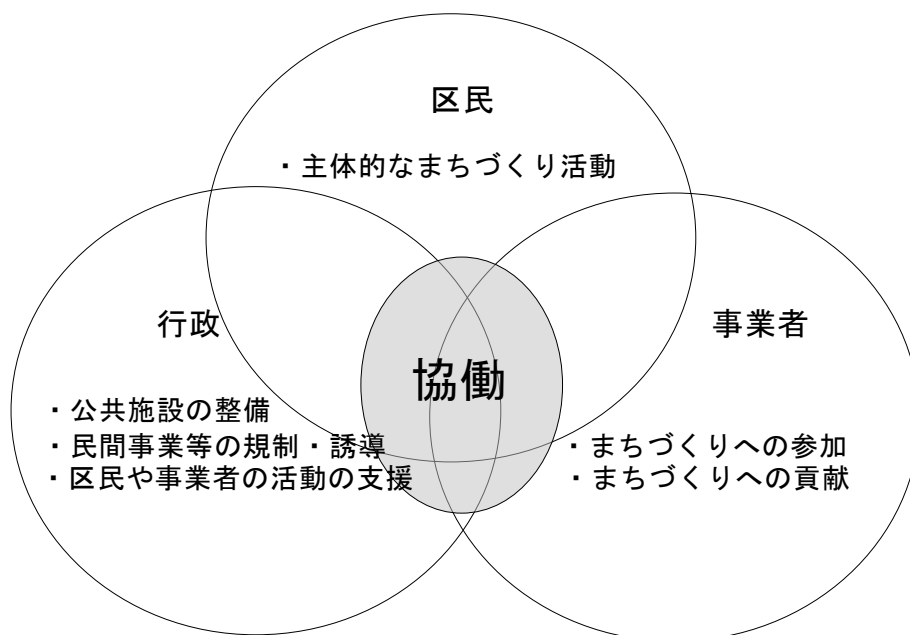 区民
・主体的なまちづくり活動
行政
・公共施設の整備
・民間事業等の規制・誘導
・区民や事業者の活動の支援
協働
事業者
・まちづくりへの参加
・まちづくりへの貢献